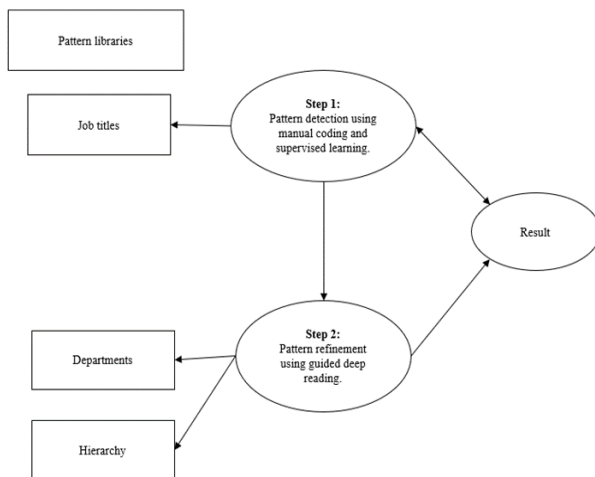 Pattern libraries
Job titles
Step 1:
Pattern detection using
manual coding and
supervised learning.
Result
Step 2:
Pattern refinement
using guided deep
reading.
Departments
Hierarchy